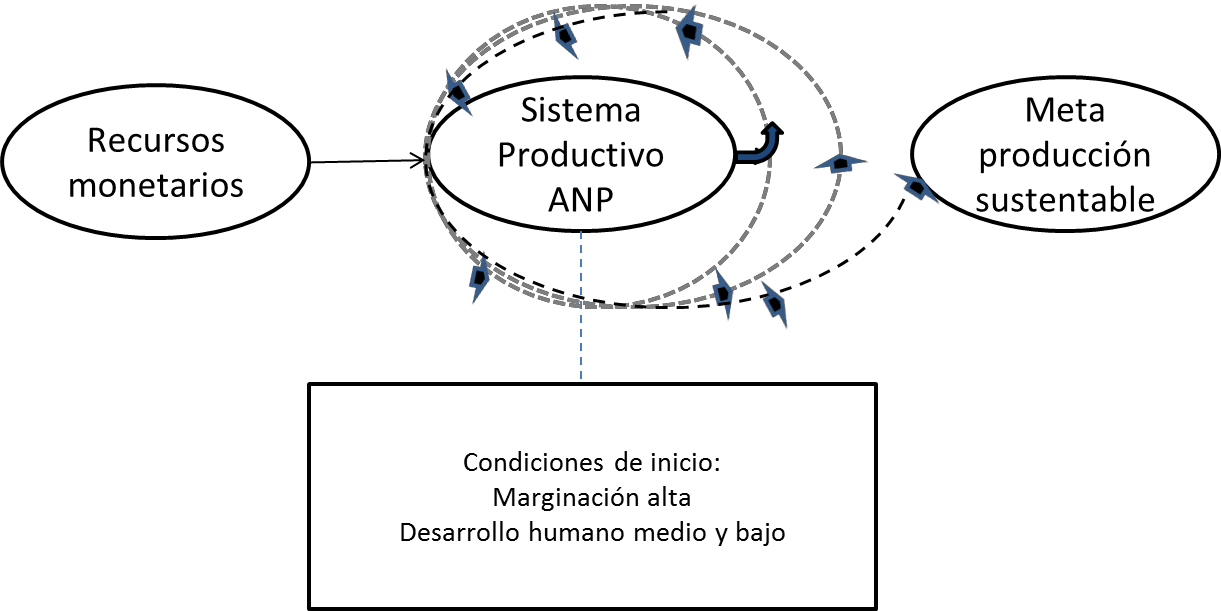 Recursos
monetarios
Sistema
Productivo
ANP
Meta
producción
sustentable
Condiciones de inicio:
Marginación alta
Desarrollo humano medio y bajo